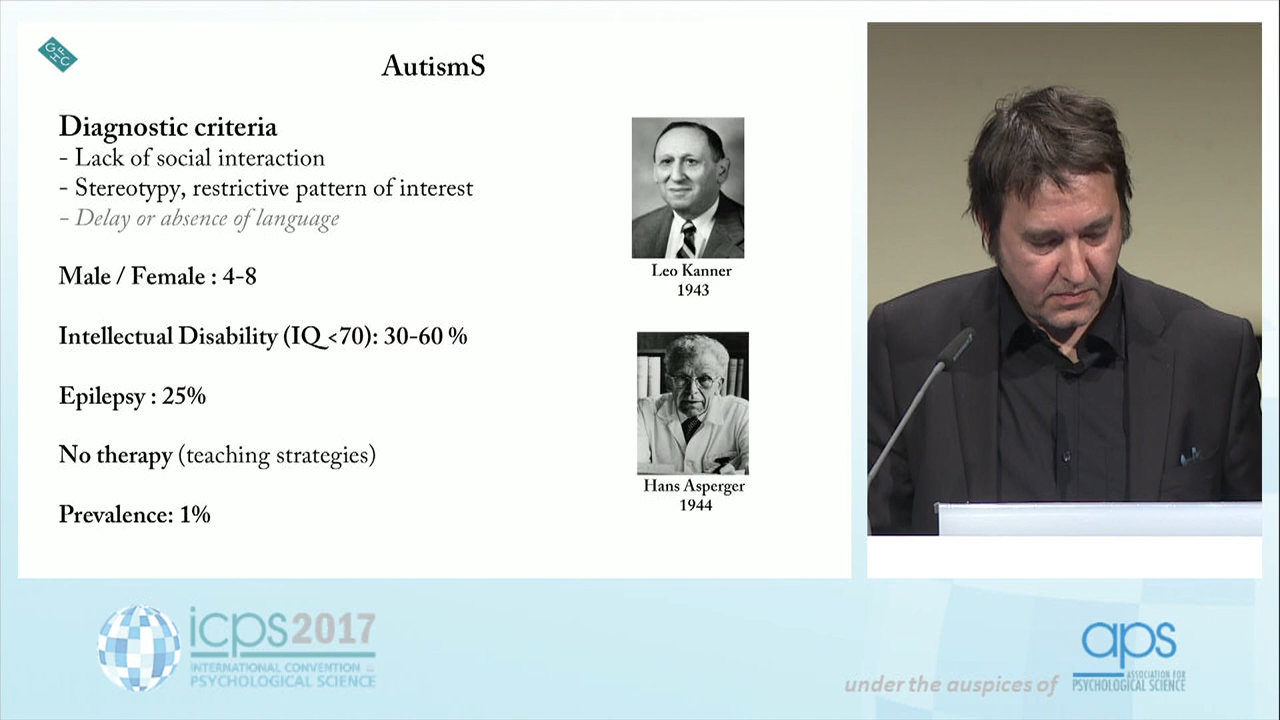 GHFC
AutismS
Diagnostic criteria
- Lack of social interaction
- Stereotypy, restrictive pattern of interest
- Delay or absence of language
Male / Female : 4-8
Intellectual Disability (IQ <70): 30-60 %
Epilepsy : 25%
No therapy (teaching strategies)
Prevalence: 1%
Leo Kanner
1943
Hans Asperger
1944
icps2017
INTERNATIONAL CONVENTION
PSYCHOLOGICAL SCIENCE
under the auspices of
aps
ASSOCIATION FOR
PSYCHOLOGICAL SCIENCE